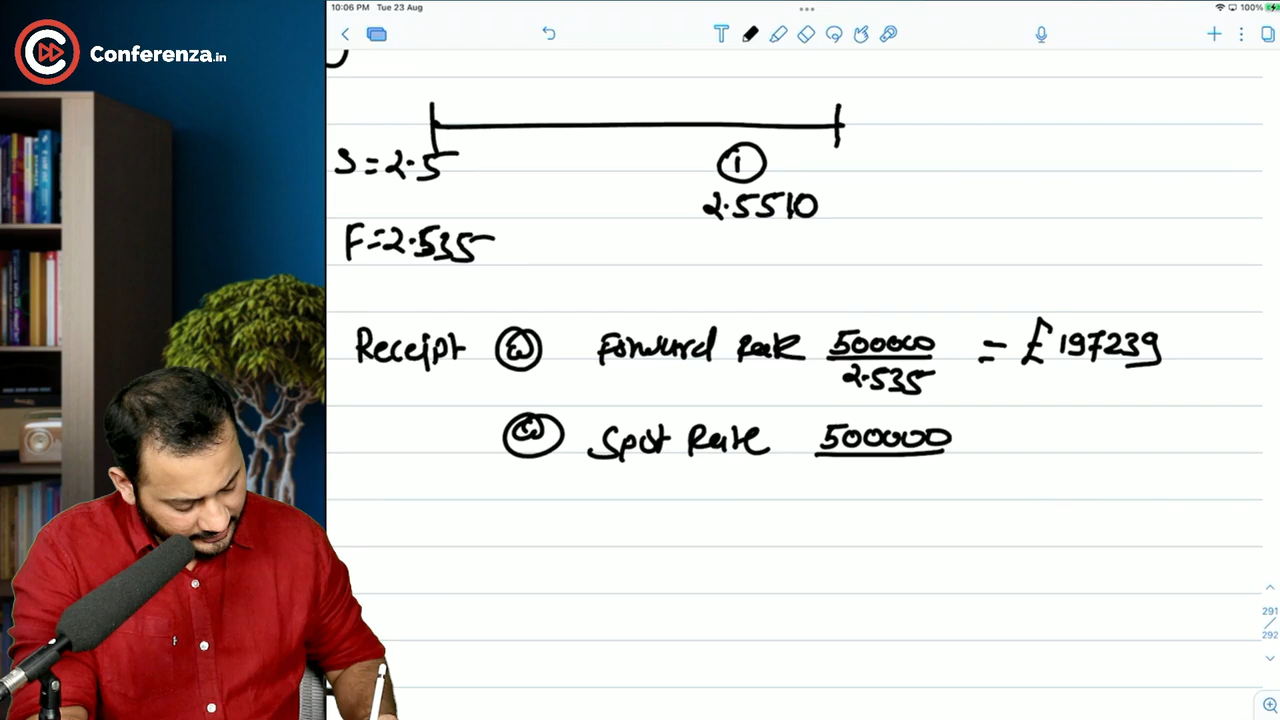 10:06 PM Tue 23 Aug
100%
Conferenza.in
T
S = 2.5
1
2.5510
F = 2.535
Receipt @ Forward Rate 500000 = £197239
2.535
@ Spot Rate 500000
291
292